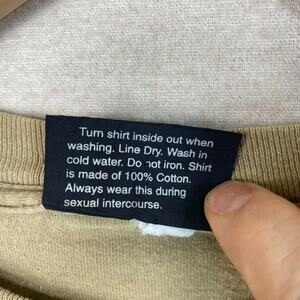 Turn shirt inside out when
washing. Line Dry. Wash in
cold water. Do not iron. Shirt
is made of 100% Cotton.
Always wear this during
sexual intercourse.